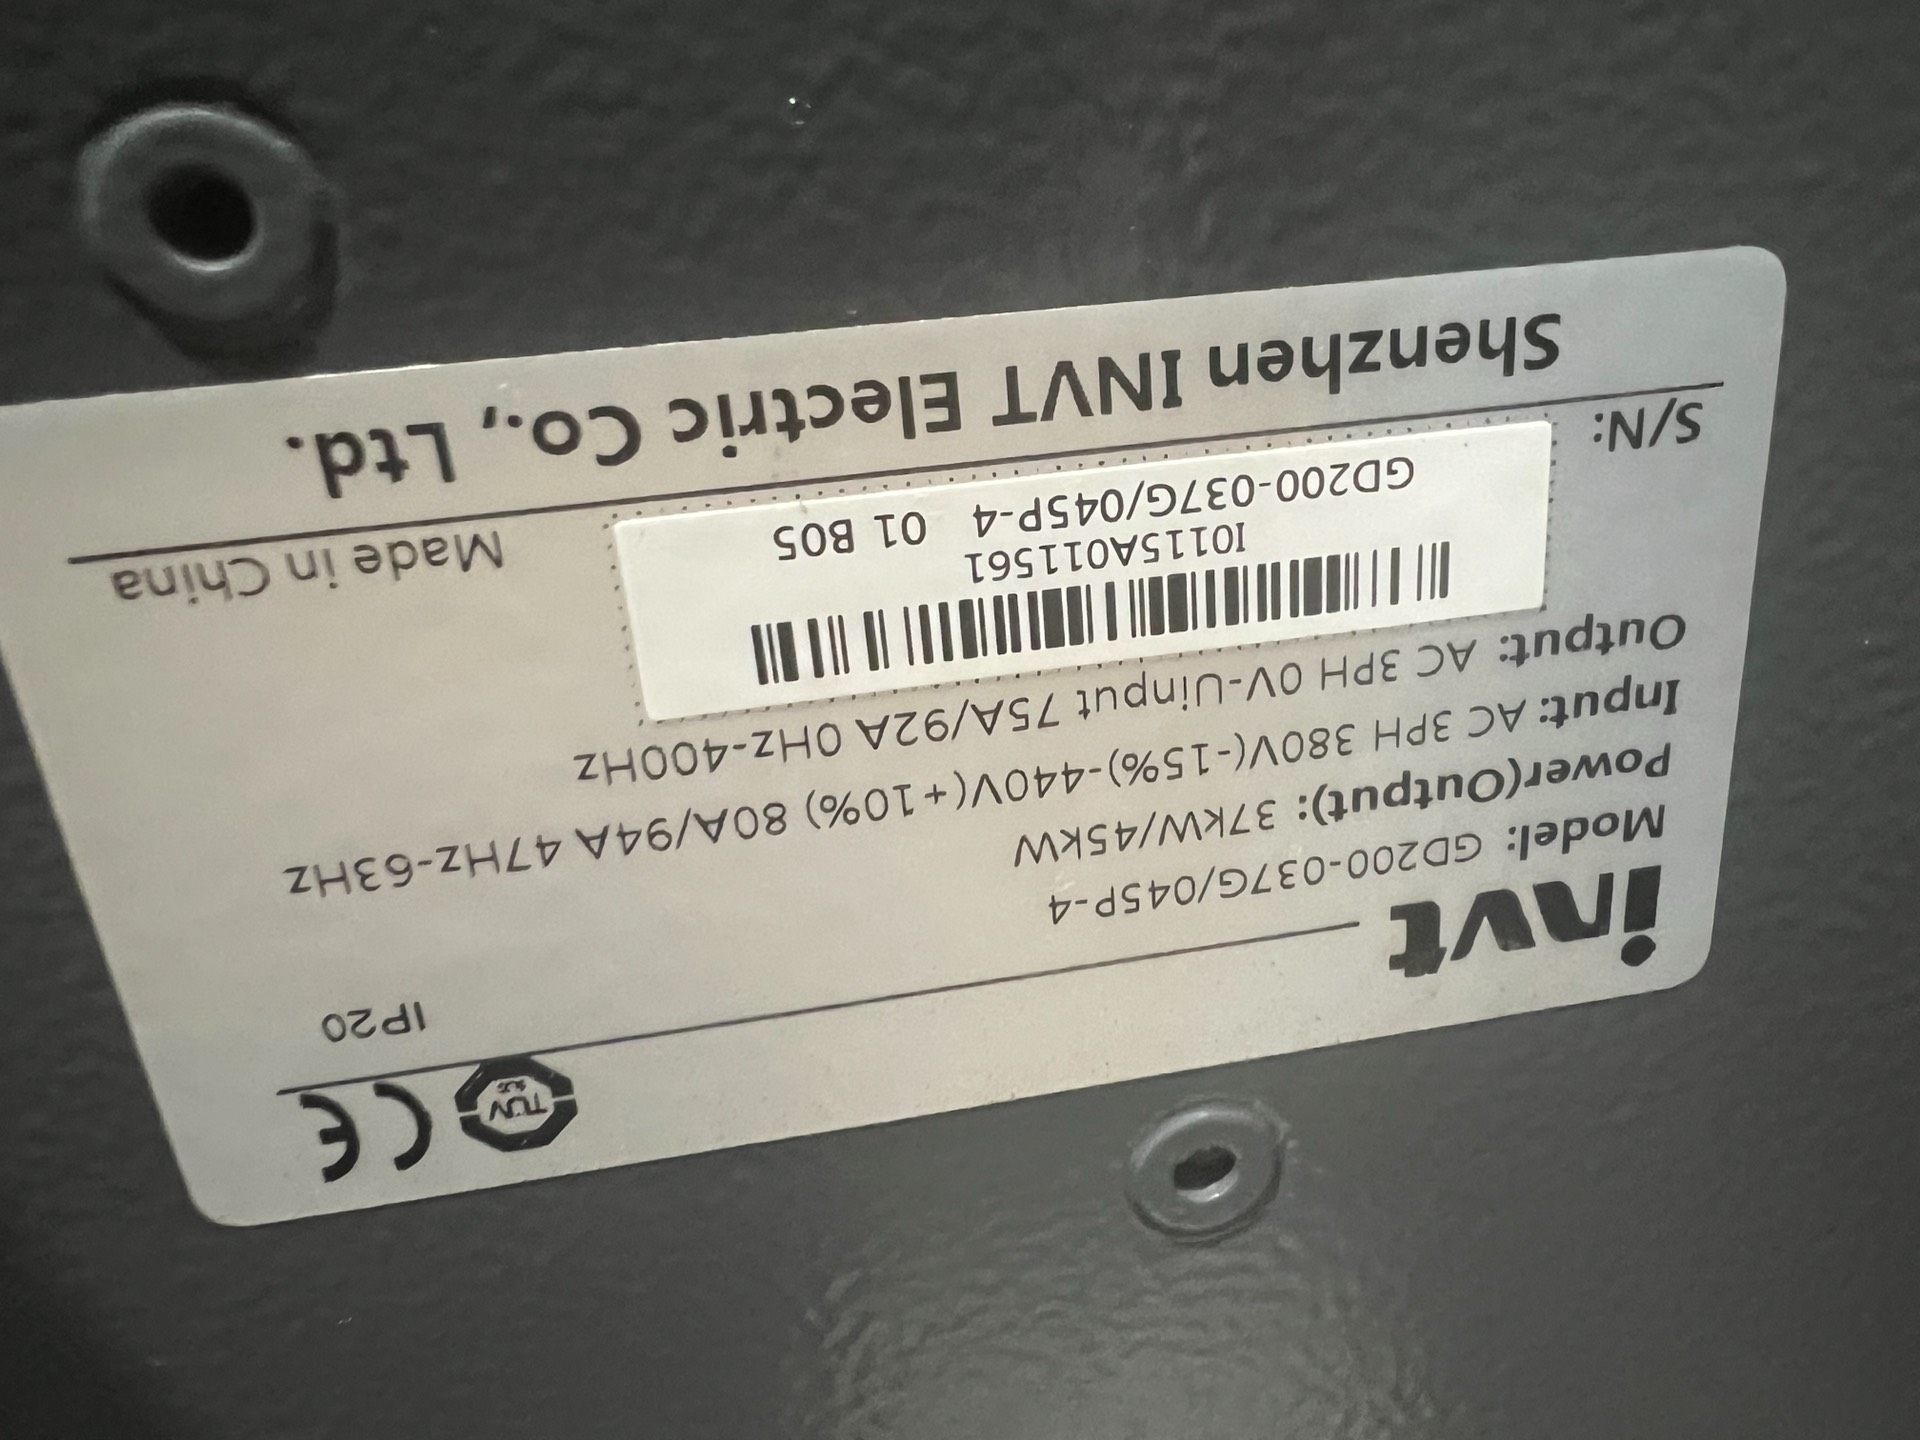 invt
TÜV
SÜD
CE
Model: GD200-037G/045P-4
IP20
Power(Output): 37kW/45kW
Input: AC 3PH 380V(-15%)-440V(+10%) 80A/94A 47Hz-63Hz
Output: AC 3PH 0V-Uinput 75A/92A 0Hz-400Hz
S/N:
I0115A011561
GD200-037G/045P-4 01 B05
Made in China
Shenzhen INVT Electric Co., Ltd.